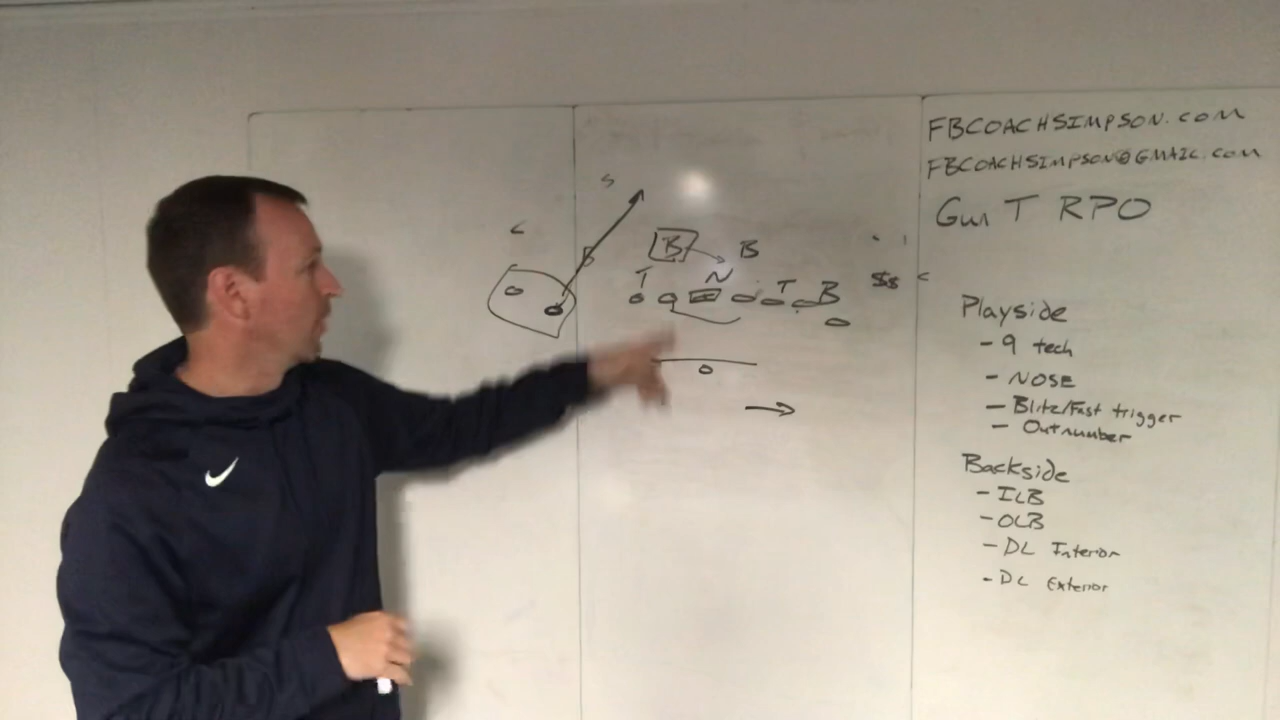 FBCOACHSIMPSON.COM
FBCOACHSIMPSON@GMAIL.COM
Gun T RPO
S
C
B B
T N T B
C
Playside
- 9 tech
- NOSE
- Blitz/Fast trigger
- Outnumber
Backside
- ILB
- OLB
- DL Interior
- DL Exterior